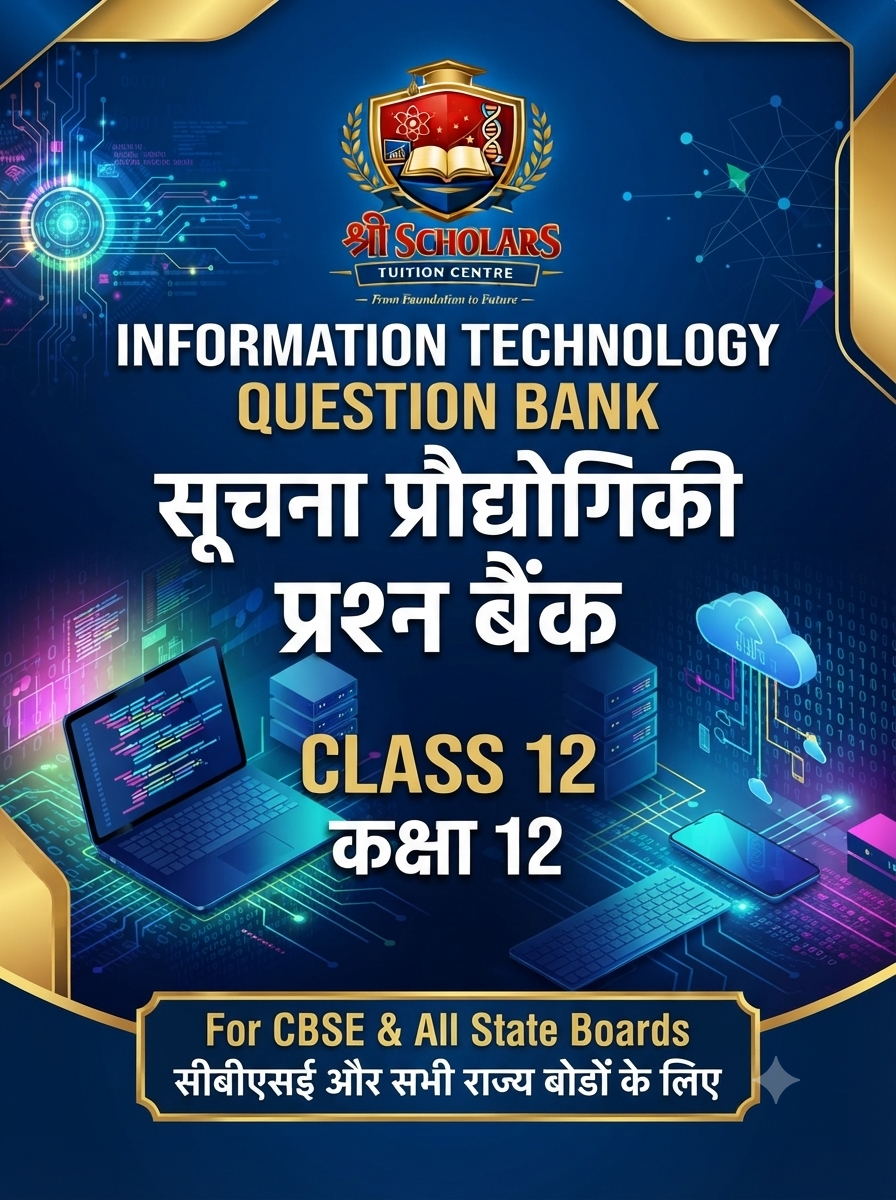 श्री SCHOLARS
TUITION CENTRE
From Foundation to Future
INFORMATION TECHNOLOGY
QUESTION BANK
सूचना प्रौद्योगिकी
प्रश्न बैंक
CLASS 12
कक्षा 12
For CBSE & All State Boards
सीबीएसई और सभी राज्य बोर्डों के लिए